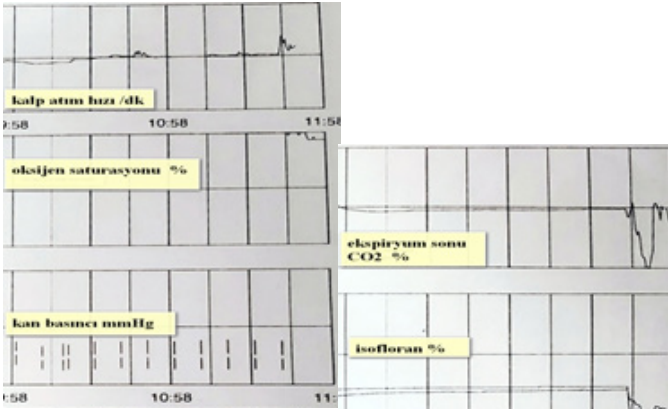 kalp atım hızı /dk
9:58 10:58 11:58
oksijen saturasyonu %
kan basıncı mmHg
9:58 10:58 11:
ekspiryum sonu
CO2 %
isofloran %